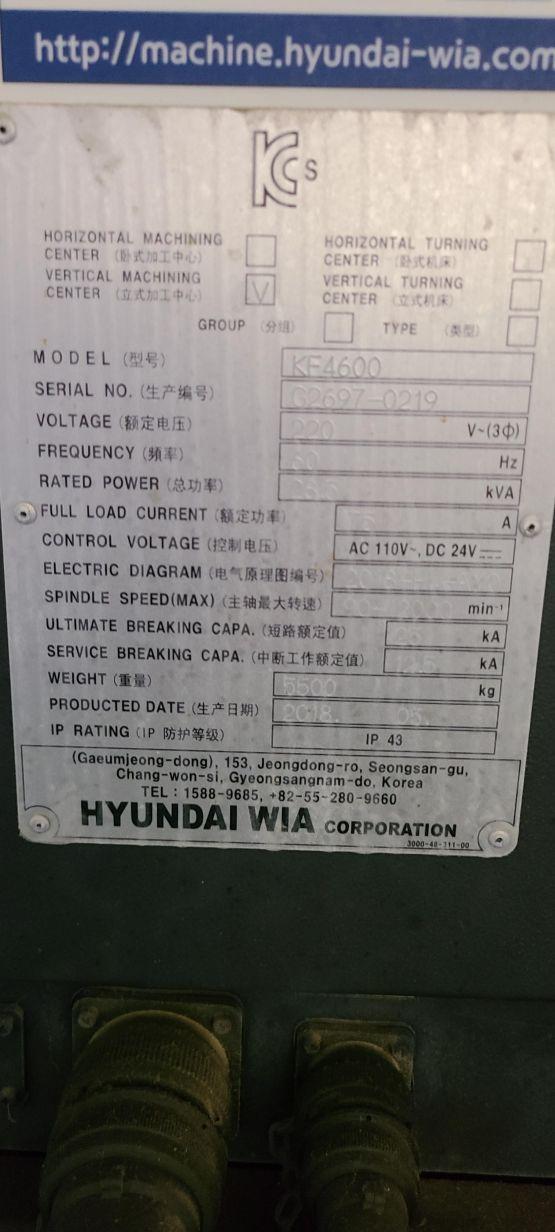 http://machine.hyundai-wia.com
KCs
HORIZONTAL MACHINING
CENTER (卧式加工中心)
HORIZONTAL TURNING
CENTER (卧式机床)
VERTICAL MACHINING
CENTER (立式加工中心) V
VERTICAL TURNING
CENTER (立式机床)
GROUP (分组) TYPE (类型)
MODEL (型号) KF4600
SERIAL NO. (生产编号) G2697-0219
VOLTAGE (额定电压) 220 V~(3Φ)
FREQUENCY (频率) 60 Hz
RATED POWER (总功率) kVA
FULL LOAD CURRENT (额定功率) A
CONTROL VOLTAGE (控制电压) AC 110V~, DC 24V
ELECTRIC DIAGRAM (电气原理图编号)
SPINDLE SPEED(MAX) (主轴最大转速) min⁻¹
ULTIMATE BREAKING CAPA. (短路额定值) 25 kA
SERVICE BREAKING CAPA. (中断工作额定值) 12.5 kA
WEIGHT (重量) 5500 kg
PRODUCTED DATE (生产日期) 2018. 05.
IP RATING (IP 防护等级) IP 43
(Gaeumjeong-dong), 153, Jeongdong-ro, Seongsan-gu,
Chang-won-si, Gyeongsangnam-do, Korea
TEL : 1588-9685, +82-55-280-9660
HYUNDAI WIA CORPORATION
3000-48-311-00